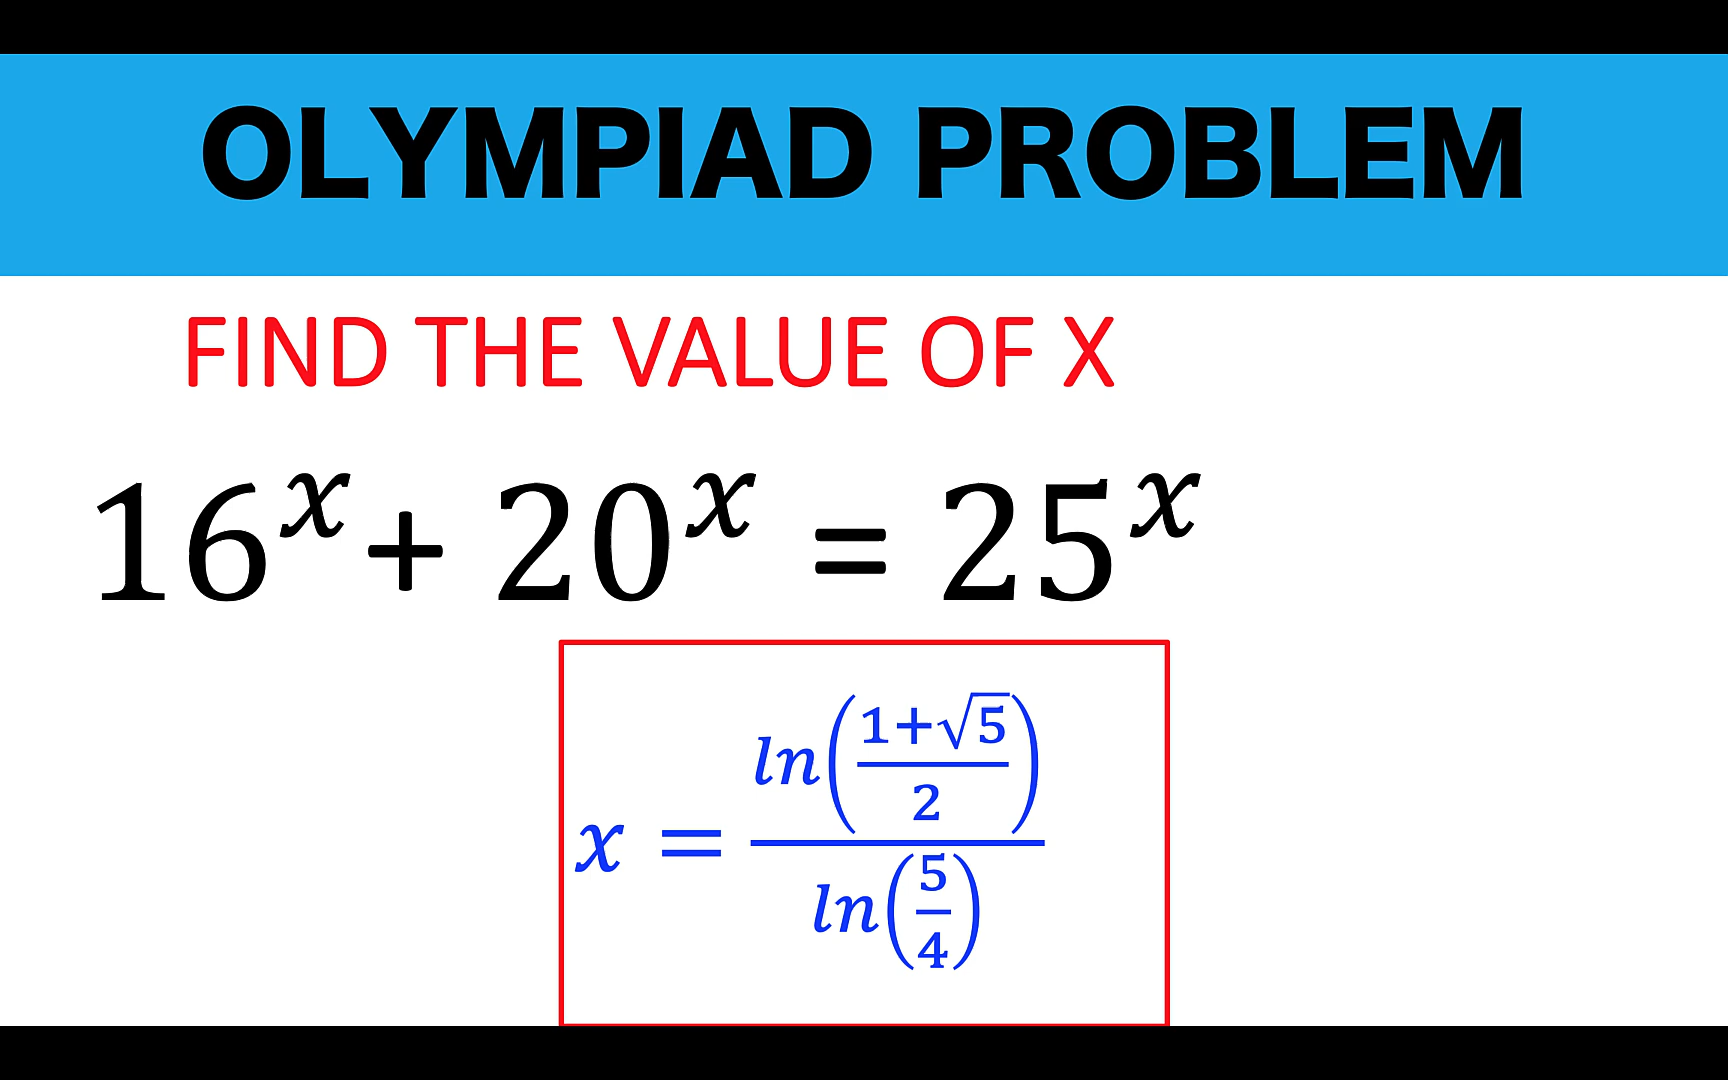 OLYMPIAD PROBLEM
FIND THE VALUE OF X
16^x + 20^x = 25^x
x = ln((1+√5)/2) / ln(5/4)